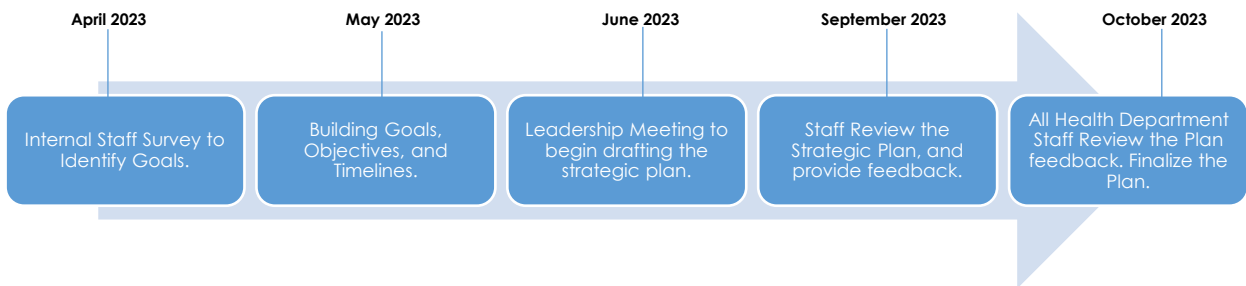 April 2023
May 2023
June 2023
September 2023
October 2023
Internal Staff Survey to
Identify Goals.
Building Goals,
Objectives, and
Timelines.
Leadership Meeting to
begin drafting the
strategic plan.
Staff Review the
Strategic Plan, and
provide feedback.
All Health Department
Staff Review the Plan
feedback. Finalize the
Plan.